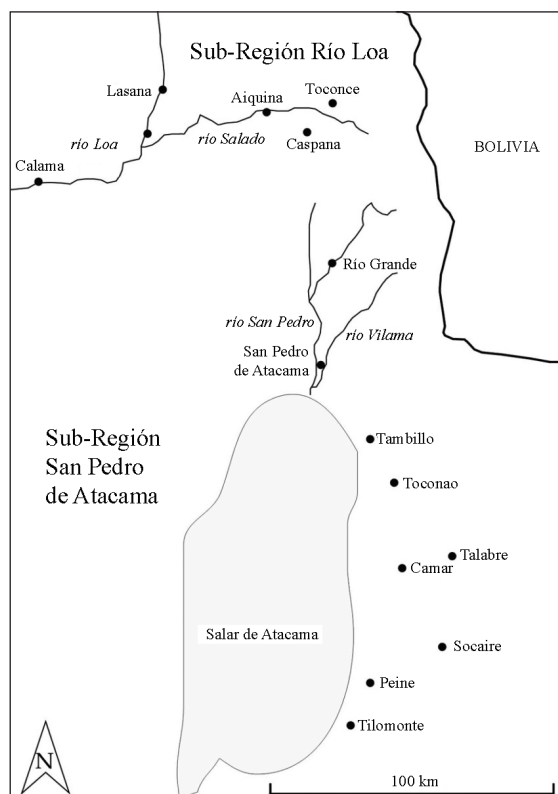 Sub-Región Río Loa
Lasana
Toconce
Aiquina
río Loa
río Salado
Caspana
BOLIVIA
Calama
Río Grande
río San Pedro
río Vilama
San Pedro
de Atacama
Sub-Región
San Pedro
de Atacama
Tambillo
Toconao
Talabre
Camar
Salar de Atacama
Socaire
Peine
Tilomonte
N
100 km